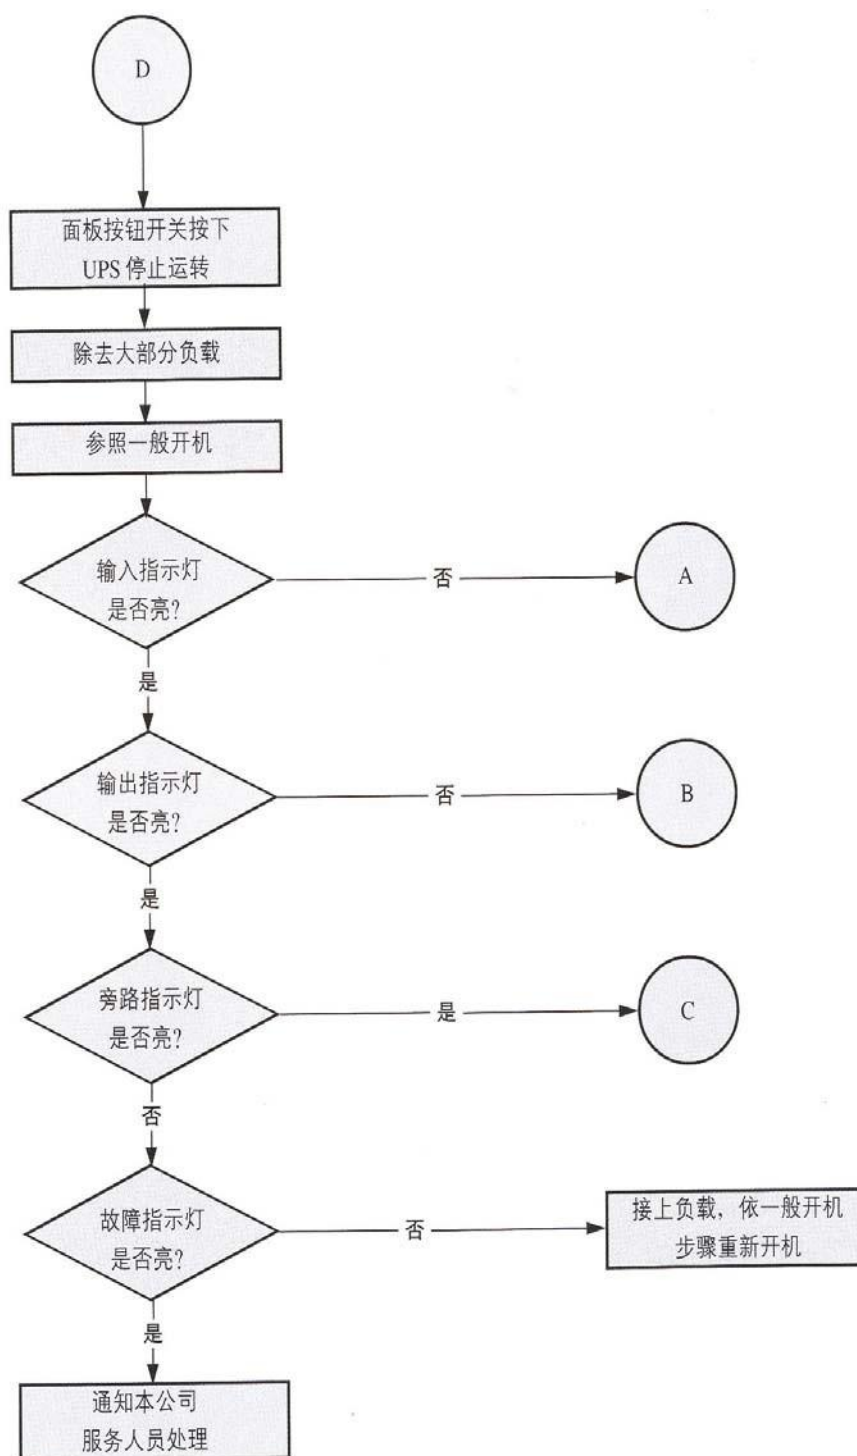 D
面板按钮开关按下
UPS 停止运转
除去大部分负载
参照一般开机
输入指示灯
是否亮?
否
A
是
输出指示灯
是否亮?
否
B
是
旁路指示灯
是否亮?
是
C
否
故障指示灯
是否亮?
否
接上负载，依一般开机
步骤重新开机
是
通知本公司
服务人员处理